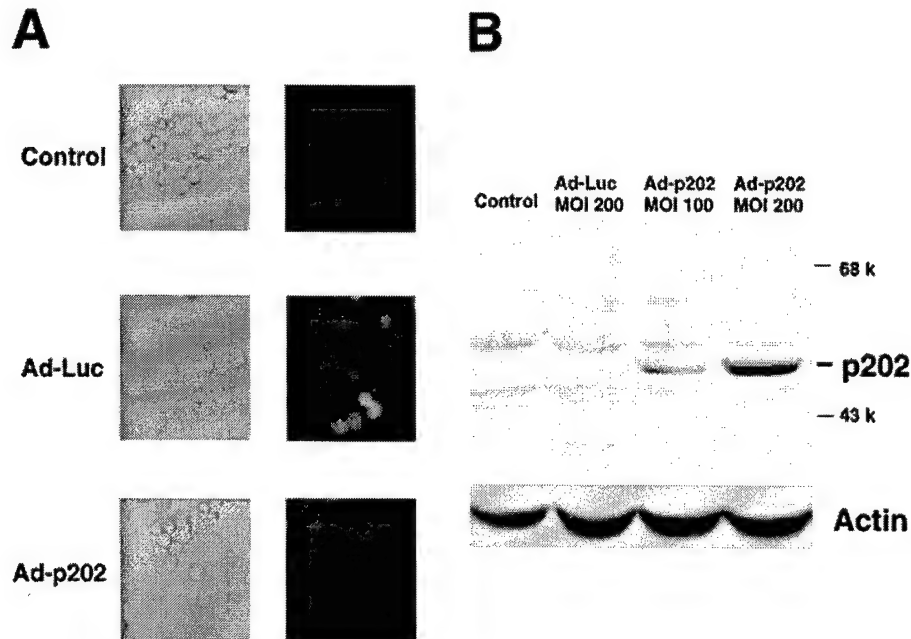 A
B
Control
Ad-Luc
Ad-p202
Control
Ad-Luc
MOI 200
Ad-p202
MOI 100
Ad-p202
MOI 200
68 k
p202
43 k
Actin